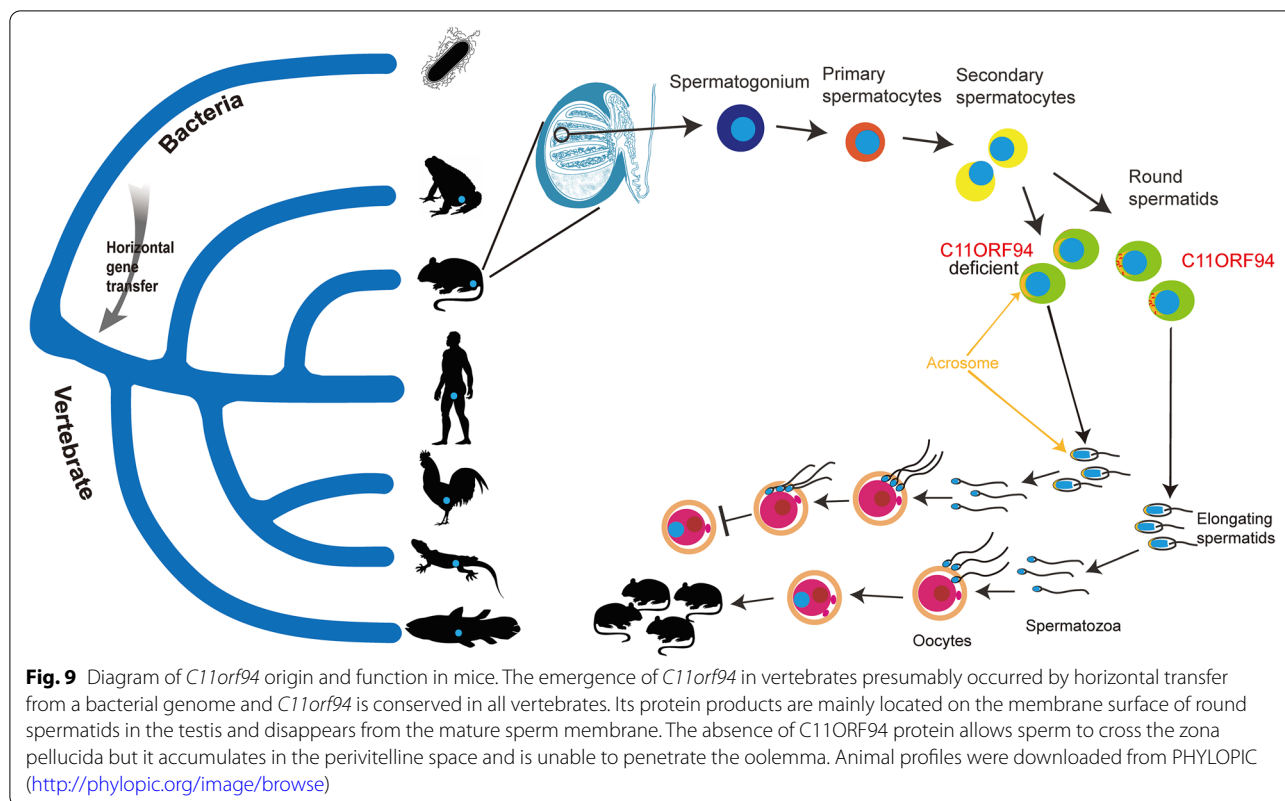 Bacteria
Horizontal
gene
transfer
Vertebrate
Spermatogonium
Primary
spermatocytes
Secondary
spermatocytes
Round
spermatids
C11ORF94
deficient
C11ORF94
Acrosome
Elongating
spermatids
Oocytes
Spermatozoa
Fig. 9 Diagram of C11orf94 origin and function in mice. The emergence of C11orf94 in vertebrates presumably occurred by horizontal transfer
from a bacterial genome and C11orf94 is conserved in all vertebrates. Its protein products are mainly located on the membrane surface of round
spermatids in the testis and disappears from the mature sperm membrane. The absence of C11ORF94 protein allows sperm to cross the zona
pellucida but it accumulates in the perivitelline space and is unable to penetrate the oolemma. Animal profiles were downloaded from PHYLOPIC
(http://phylopic.org/image/browse)